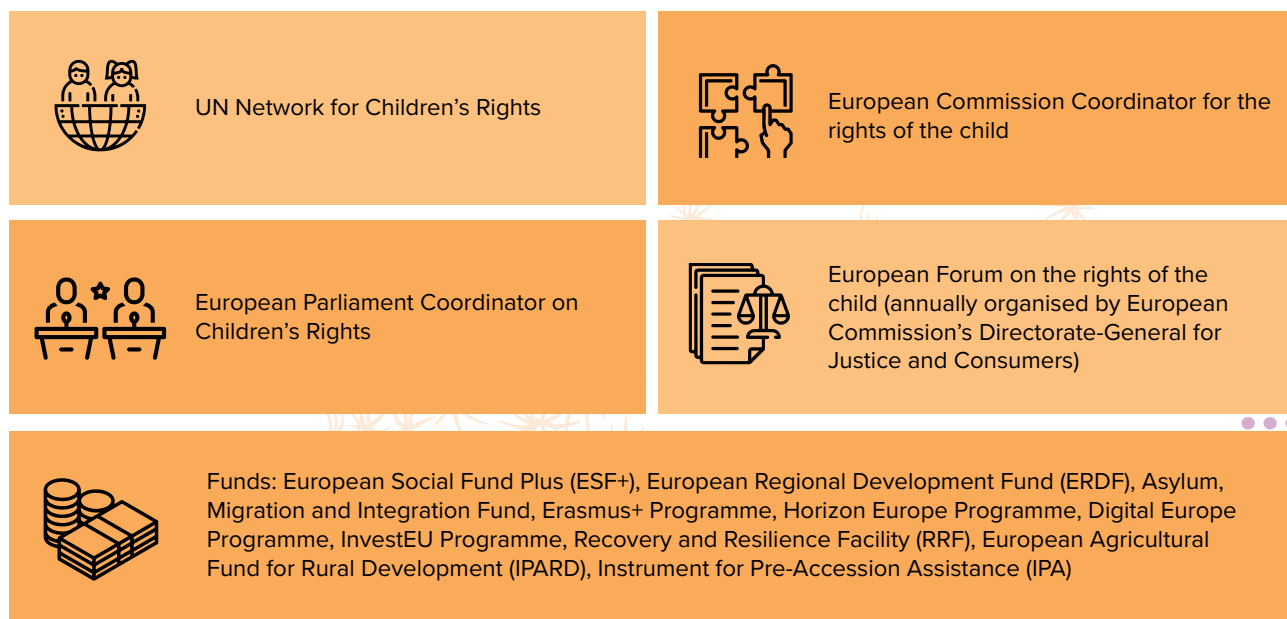 UN Network for Children’s Rights
European Commission Coordinator for the
rights of the child
European Parliament Coordinator on
Children’s Rights
European Forum on the rights of the
child (annually organised by European
Commission’s Directorate-General for
Justice and Consumers)
Funds: European Social Fund Plus (ESF+), European Regional Development Fund (ERDF), Asylum,
Migration and Integration Fund, Erasmus+ Programme, Horizon Europe Programme, Digital Europe
Programme, InvestEU Programme, Recovery and Resilience Facility (RRF), European Agricultural
Fund for Rural Development (IPARD), Instrument for Pre-Accession Assistance (IPA)